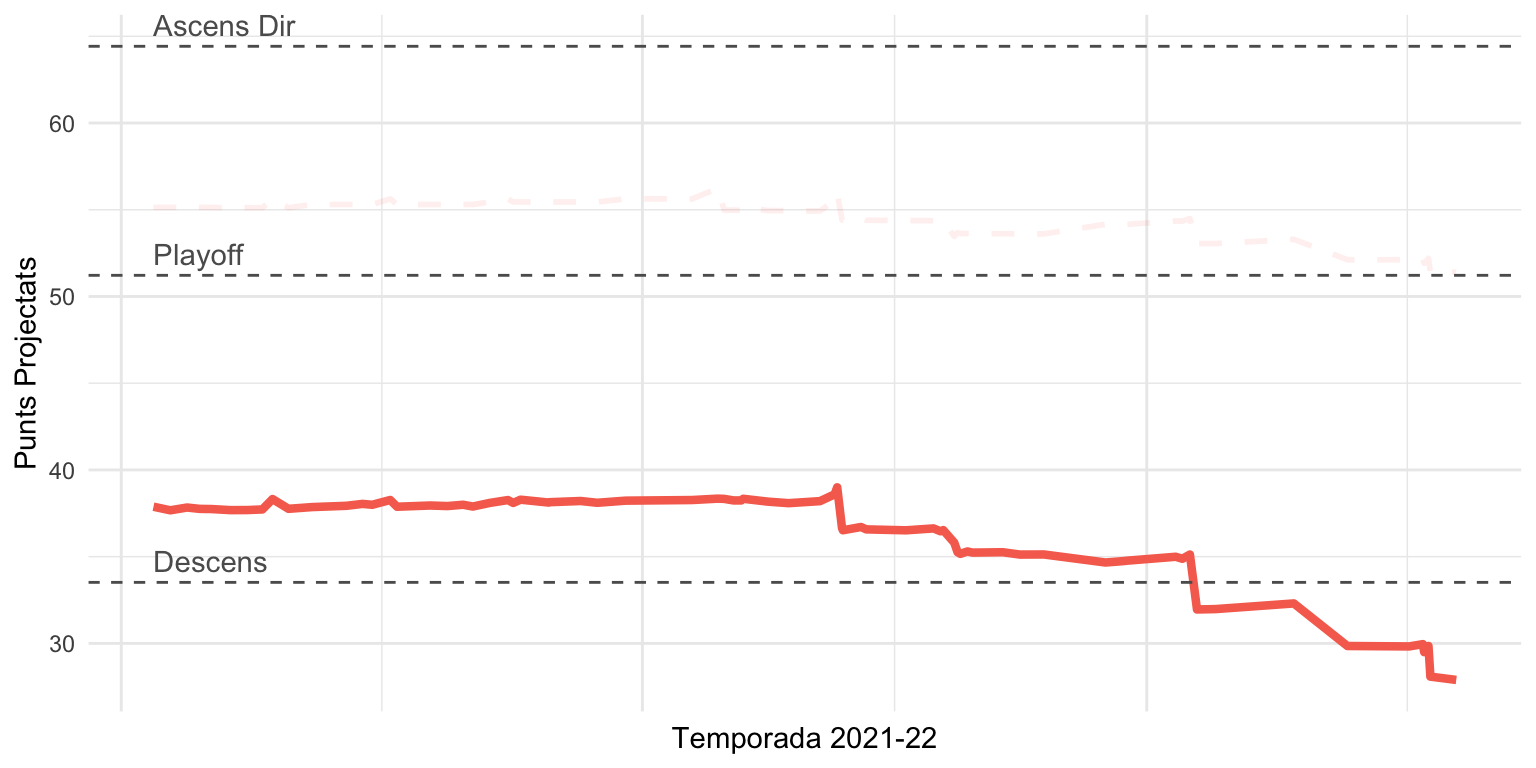 Ascens Dir
60
Playoff
50
Punts Projectats
40
Descens
30
Temporada 2021-22